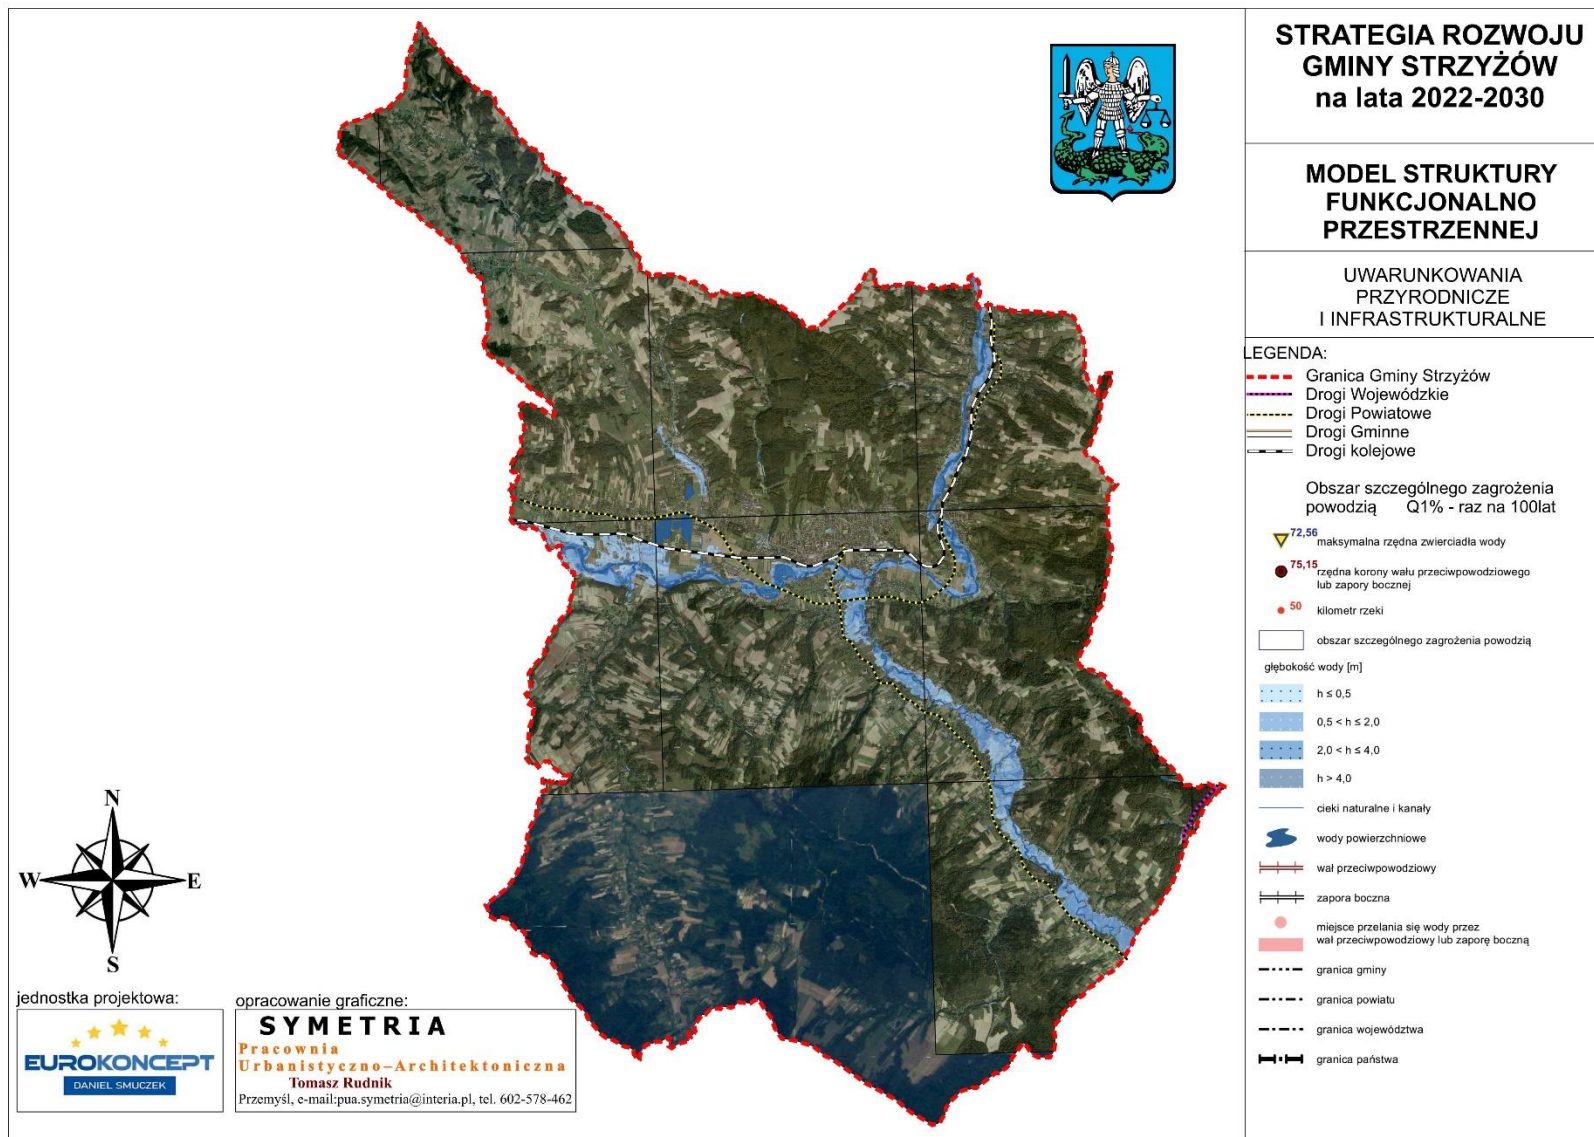 STRATEGIA ROZWOJU
GMINY STRZYŻÓW
na lata 2022-2030
MODEL STRUKTURY
FUNKCJONALNO
PRZESTRZENNEJ
UWARUNKOWANIA
PRZYRODNICZE
I INFRASTRUKTURALNE
LEGENDA:
Granica Gminy Strzyżów
Drogi Wojewódzkie
Drogi Powiatowe
Drogi Gminne
Drogi kolejowe
Obszar szczególnego zagrożenia
powodzią Q1% - raz na 100lat
72,56 maksymalna rzędna zwierciadła wody
75,15 rzędna korony wału przeciwpowodziowego
lub zapory bocznej
50 kilometr rzeki
obszar szczególnego zagrożenia powodzią
głębokość wody [m]
h ≤ 0,5
0,5 < h ≤ 2,0
2,0 < h ≤ 4,0
h > 4,0
cieki naturalne i kanały
wody powierzchniowe
wał przeciwpowodziowy
zapora boczna
miejsce przelania się wody przez
wał przeciwpowodziowy lub zaporę boczną
granica gminy
granica powiatu
granica województwa
granica państwa
N
W E
S
jednostka projektowa:
EUROKONCEPT
DANIEL SMUCZEK
opracowanie graficzne:
SYMETRIA
Pracownia
Urbanistyczno-Architektoniczna
Tomasz Rudnik
Przemyśl, e-mail:pua.symetria@interia.pl, tel. 602-578-462